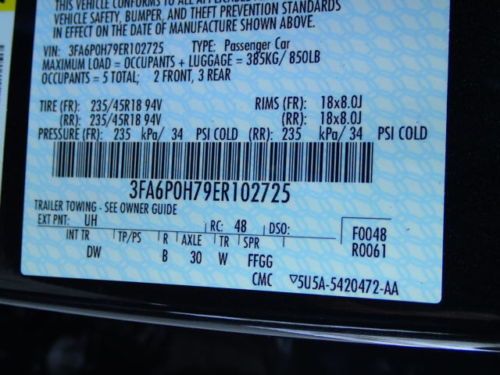 THIS VEHICLE CONFORMS TO ALL APPLICABLE
VEHICLE SAFETY, BUMPER, AND THEFT PREVENTION STANDARDS
IN EFFECT ON THE DATE OF MANUFACTURE SHOWN ABOVE.
VIN: 3FA6P0H79ER102725 TYPE: Passenger Car
MAXIMUM LOAD = OCCUPANTS + LUGGAGE = 385KG/ 850LB
OCCUPANTS = 5 TOTAL; 2 FRONT, 3 REAR
TIRE (FR): 235/45R18 94V RIMS (FR): 18x8.0J
(RR): 235/45R18 94V (RR): 18x8.0J
PRESSURE (FR): 235 kPa/ 34 PSI COLD (RR): 235 kPa/ 34 PSI COLD
3FA6P0H79ER102725
TRAILER TOWING - SEE OWNER GUIDE
EXT PNT: UH RC: 48 DSO: F0048
INT TR TP/PS R AXLE TR SPR R0061
DW B 30 W FFGG
CMC 5U5A-5420472-AA